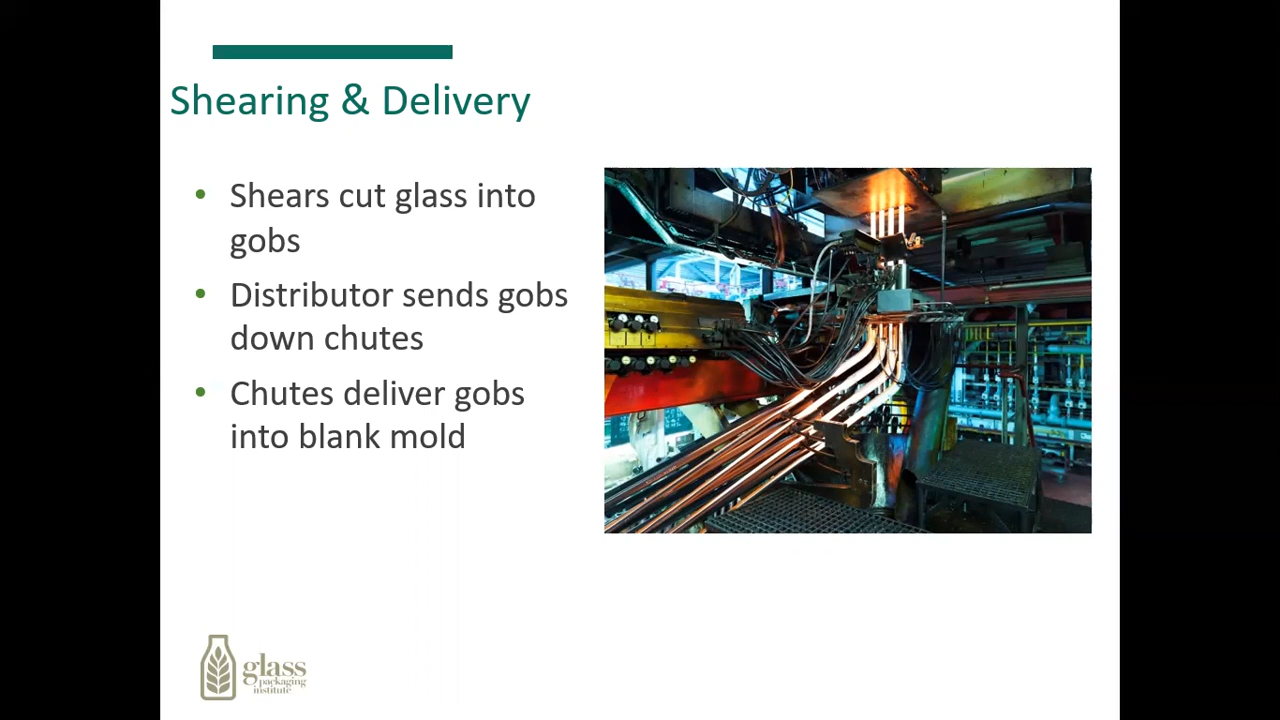 Shearing & Delivery
• Shears cut glass into
gobs
• Distributor sends gobs
down chutes
• Chutes deliver gobs
into blank mold
glass
packaging
institute